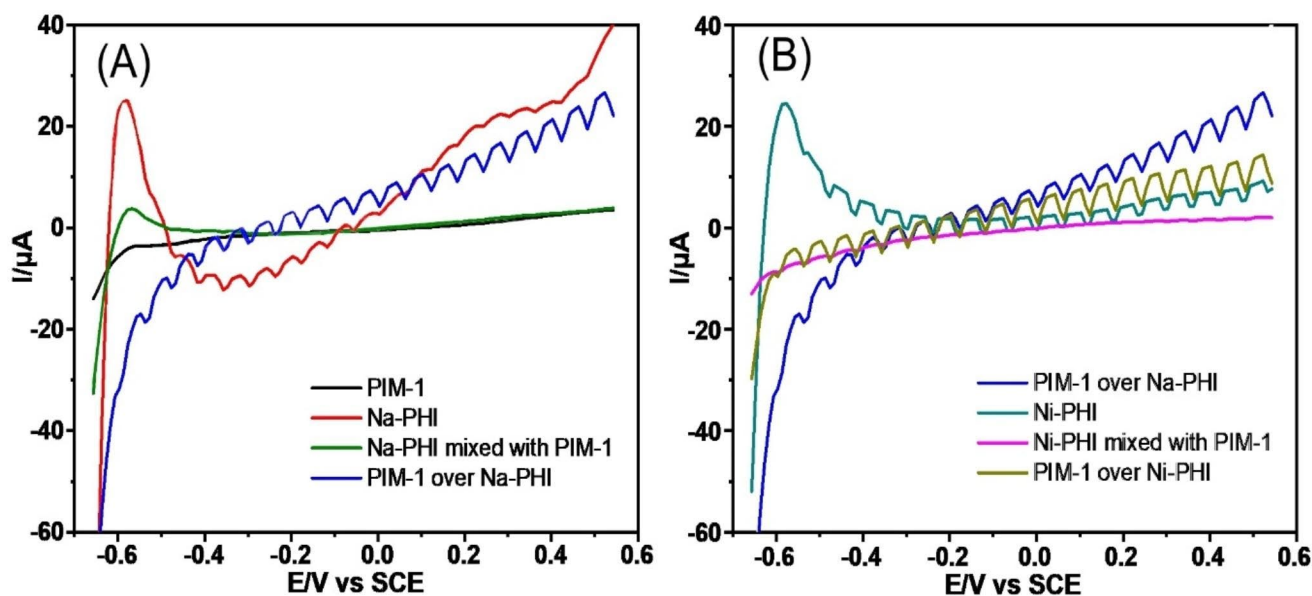 (A)
40
20
0
-20
-40
-60
I/µA
-0.6 -0.4 -0.2 0.0 0.2 0.4 0.6
E/V vs SCE
PIM-1
Na-PHI
Na-PHI mixed with PIM-1
PIM-1 over Na-PHI
(B)
40
20
0
-20
-40
-60
I/µA
-0.6 -0.4 -0.2 0.0 0.2 0.4 0.6
E/V vs SCE
PIM-1 over Na-PHI
Ni-PHI
Ni-PHI mixed with PIM-1
PIM-1 over Ni-PHI